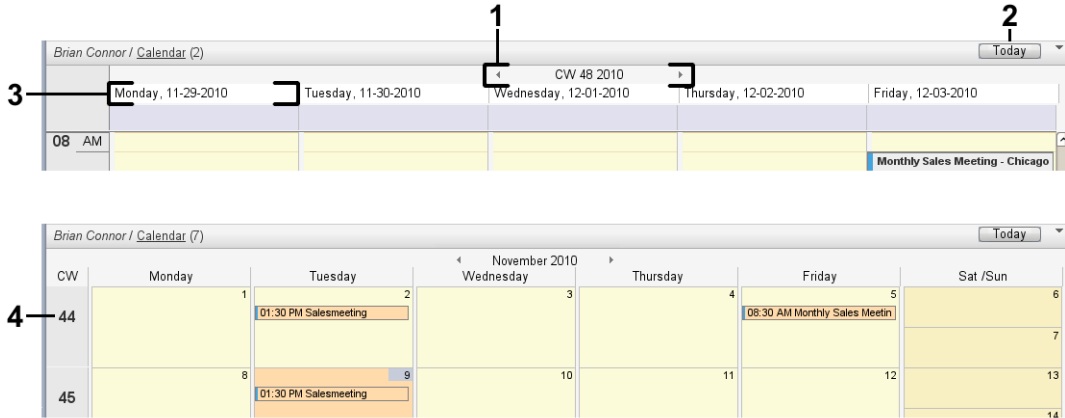 1 2
Brian Connor / Calendar (2) Today
CW 48 2010
3 Monday, 11-29-2010 Tuesday, 11-30-2010 Wednesday, 12-01-2010 Thursday, 12-02-2010 Friday, 12-03-2010
08 AM
Monthly Sales Meeting - Chicago
Brian Connor / Calendar (7) Today
November 2010
CW Monday Tuesday Wednesday Thursday Friday Sat /Sun
1 2 3 4 5 6
4 44 01:30 PM Salesmeeting 08:30 AM Monthly Sales Meetin
7
8 9 10 11 12 13
45 01:30 PM Salesmeeting
14